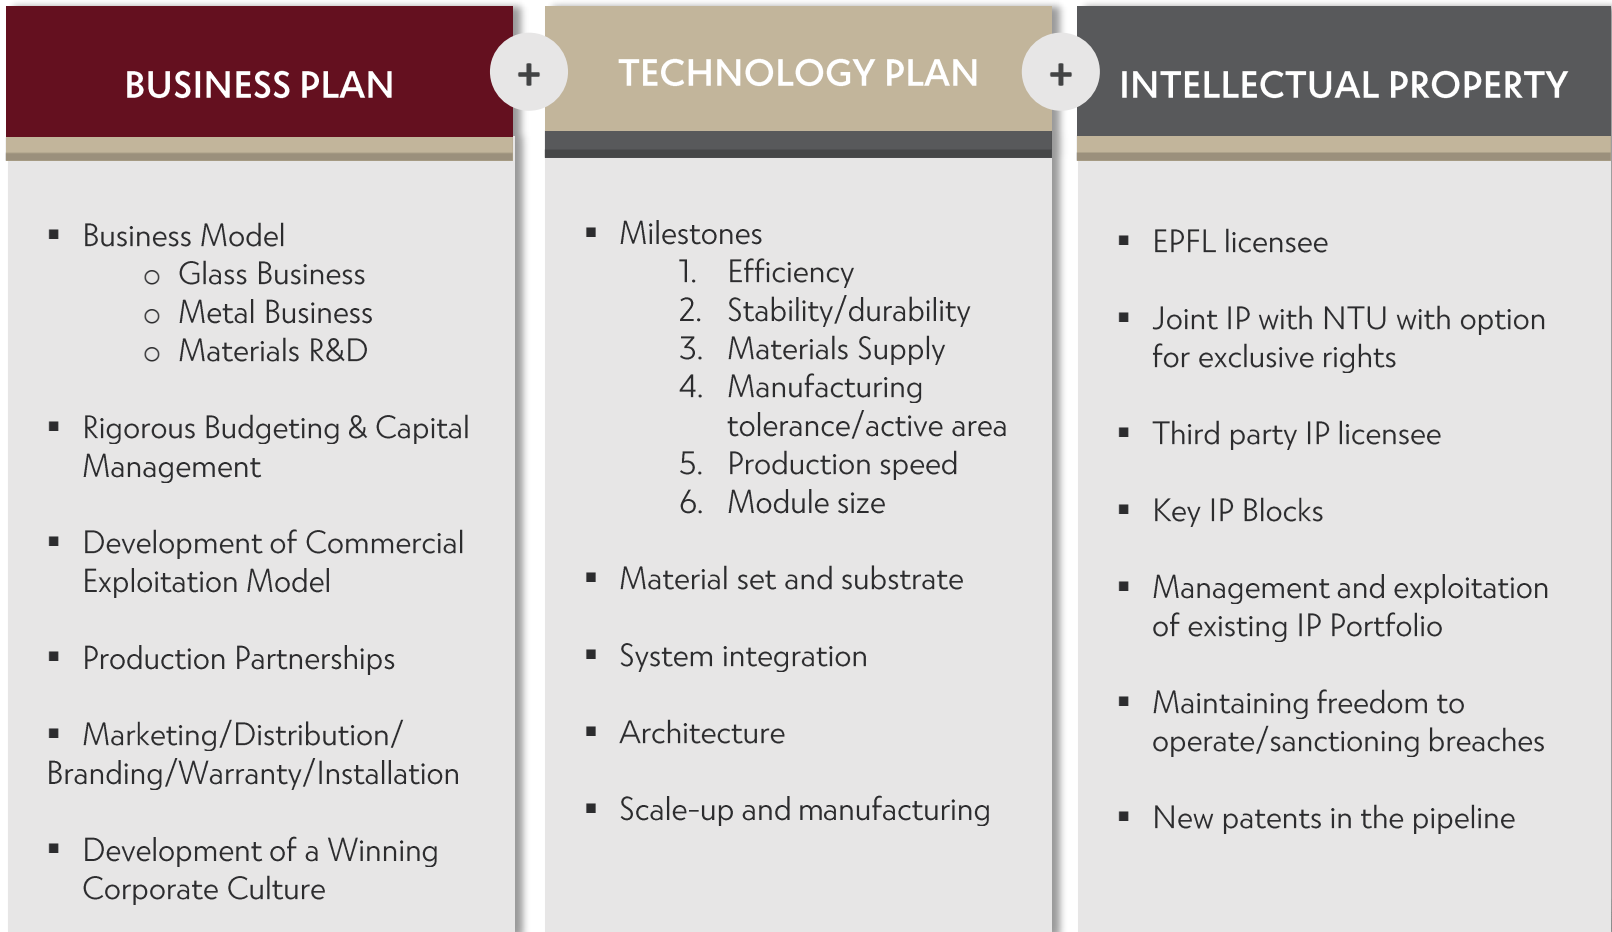 BUSINESS PLAN
▪ Business Model
o Glass Business
o Metal Business
o Materials R&D
▪ Rigorous Budgeting & Capital
Management
▪ Development of Commercial
Exploitation Model
▪ Production Partnerships
▪ Marketing/Distribution/
Branding/Warranty/Installation
▪ Development of a Winning
Corporate Culture
+
TECHNOLOGY PLAN
▪ Milestones
1. Efficiency
2. Stability/durability
3. Materials Supply
4. Manufacturing
tolerance/active area
5. Production speed
6. Module size
▪ Material set and substrate
▪ System integration
▪ Architecture
▪ Scale-up and manufacturing
+
INTELLECTUAL PROPERTY
▪ EPFL licensee
▪ Joint IP with NTU with option
for exclusive rights
▪ Third party IP licensee
▪ Key IP Blocks
▪ Management and exploitation
of existing IP Portfolio
▪ Maintaining freedom to
operate/sanctioning breaches
▪ New patents in the pipeline